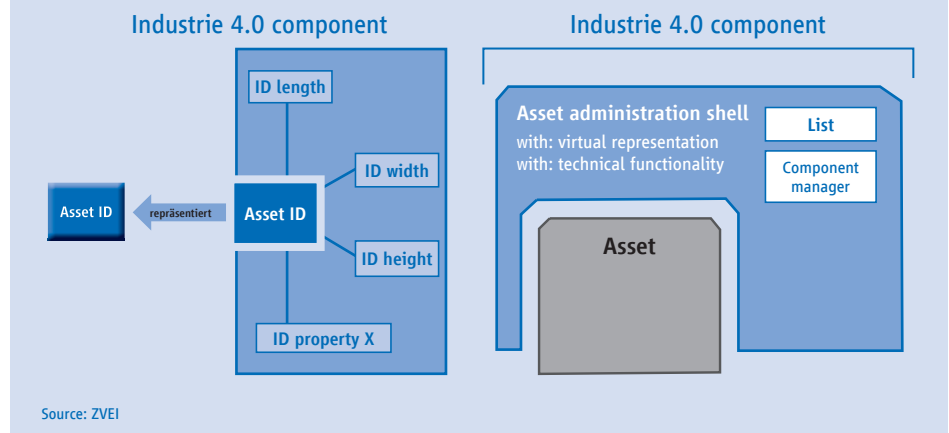 Industrie 4.0 component
ID length
ID width
Asset ID
repräsentiert
Asset ID
ID height
ID property X
Industrie 4.0 component
Asset administration shell
with: virtual representation
with: technical functionality
List
Component
manager
Asset
Source: ZVEI